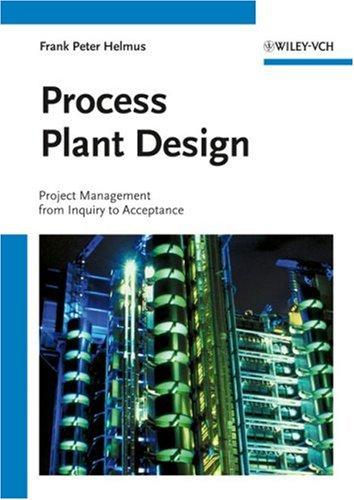 Frank Peter Helmus
WILEY-VCH
Process
Plant Design
Project Management
from Inquiry to Acceptance